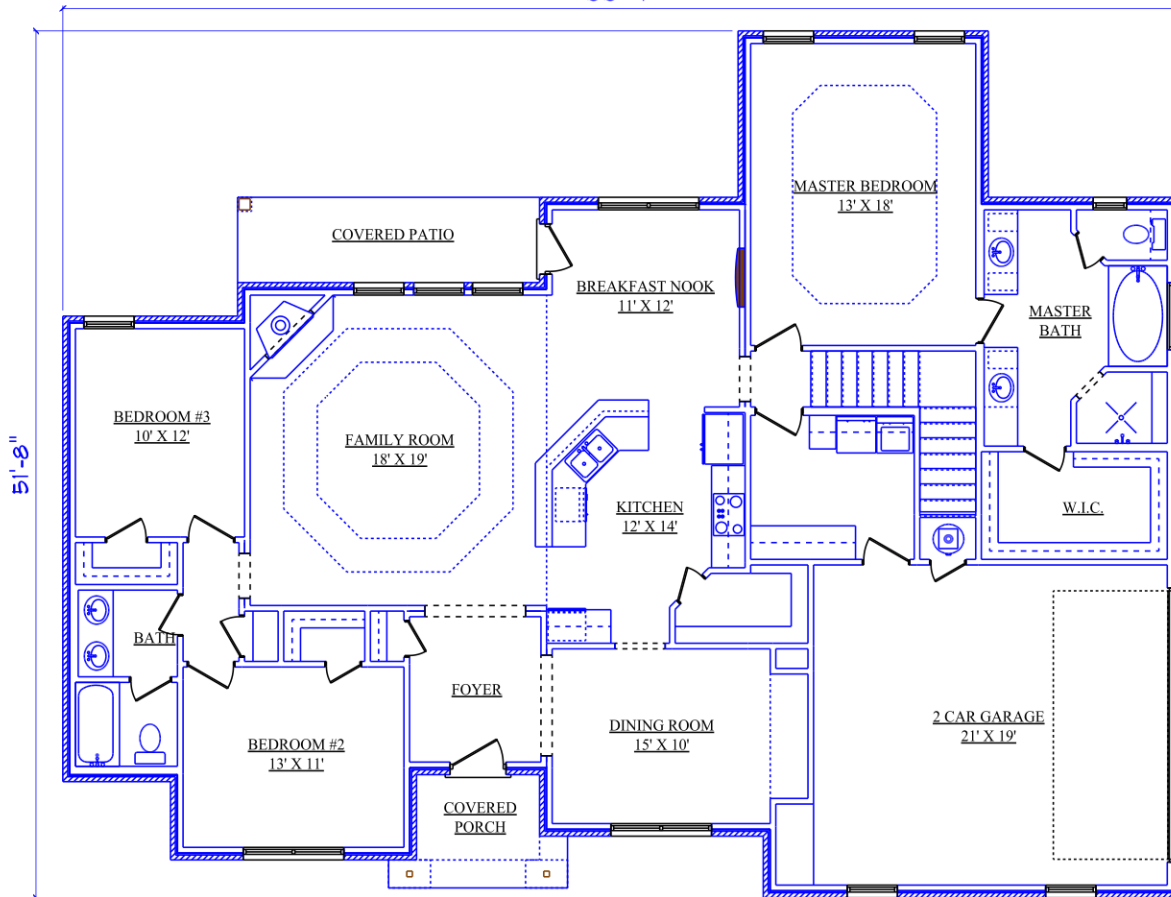 COVERED PATIO
MASTER BEDROOM
13' X 18'
BREAKFAST NOOK
11' X 12'
MASTER
BATH
BEDROOM #3
10' X 12'
FAMILY ROOM
18' X 19'
51'-8"
KITCHEN
12' X 14'
W.I.C.
BATH
FOYER
BEDROOM #2
13' X 11'
DINING ROOM
15' X 10'
2 CAR GARAGE
21' X 19'
COVERED
PORCH